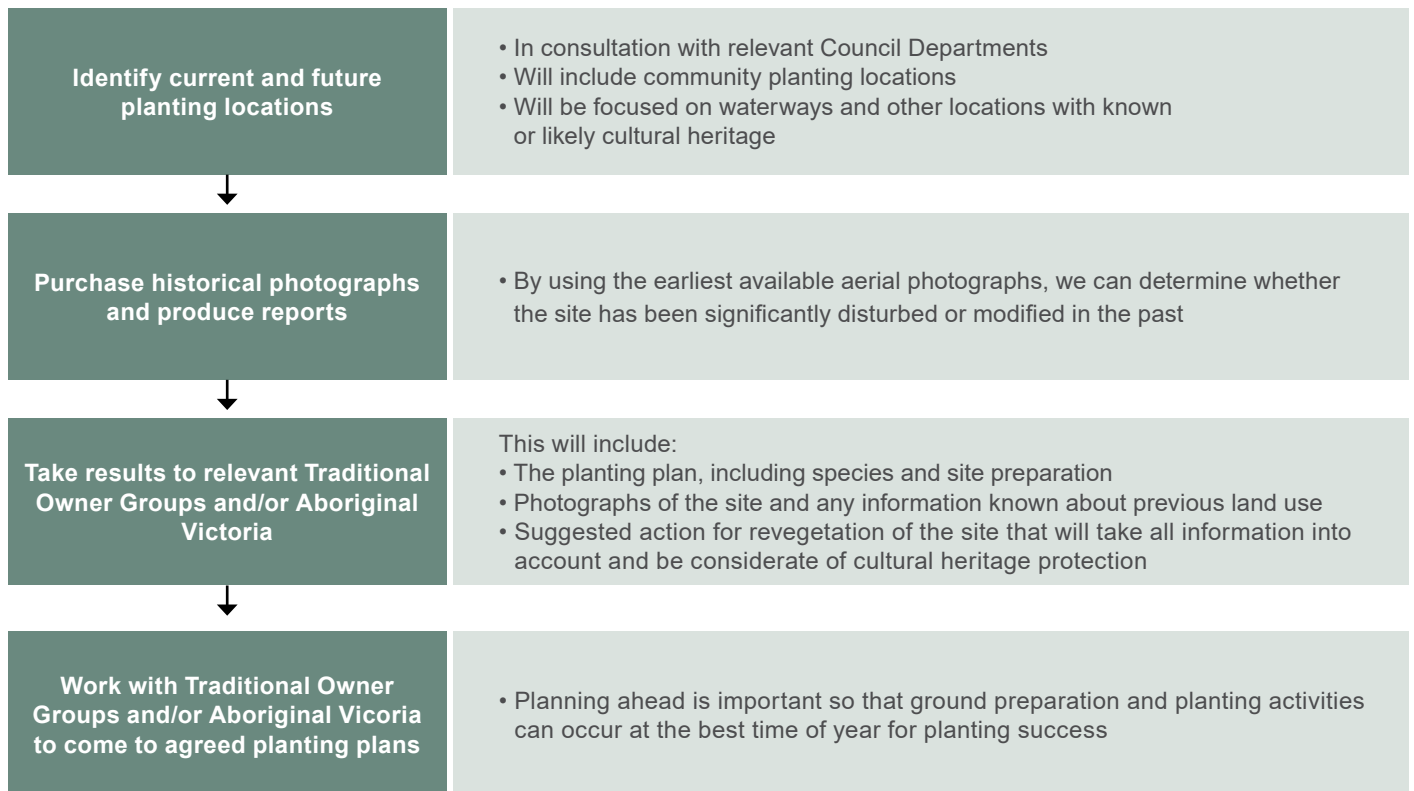 Identify current and future
planting locations
• In consultation with relevant Council Departments
• Will include community planting locations
• Will be focused on waterways and other locations with known
or likely cultural heritage
Purchase historical photographs
and produce reports
• By using the earliest available aerial photographs, we can determine whether
the site has been significantly disturbed or modified in the past
Take results to relevant Traditional
Owner Groups and/or Aboriginal
Victoria
This will include:
• The planting plan, including species and site preparation
• Photographs of the site and any information known about previous land use
• Suggested action for revegetation of the site that will take all information into
account and be considerate of cultural heritage protection
Work with Traditional Owner
Groups and/or Aboriginal Vicoria
to come to agreed planting plans
• Planning ahead is important so that ground preparation and planting activities
can occur at the best time of year for planting success